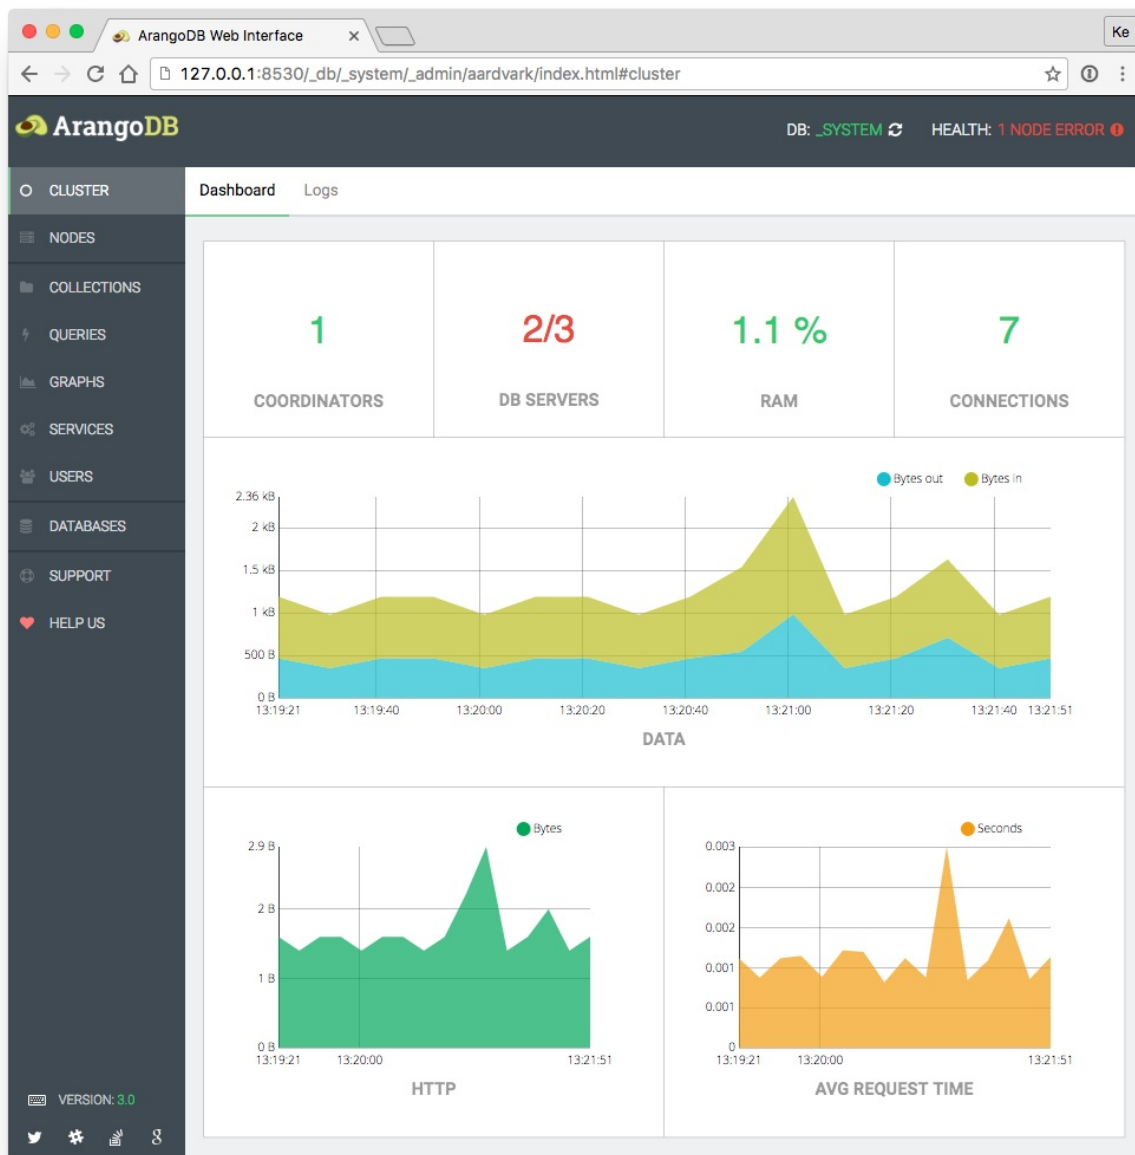 ArangoDB Web Interface
Ke
127.0.0.1:8530/_db/_system/_admin/aardvark/index.html#cluster
ArangoDB
DB: _SYSTEM HEALTH: 1 NODE ERROR
CLUSTER
NODES
COLLECTIONS
QUERIES
GRAPHS
SERVICES
USERS
DATABASES
SUPPORT
HELP US
VERSION: 3.0
Dashboard Logs
1
COORDINATORS
2/3
DB SERVERS
1.1 %
RAM
7
CONNECTIONS
Bytes out Bytes in
2.36 kB
2 kB
1.5 kB
1 kB
500 B
0 B
13:19:21 13:19:40 13:20:00 13:20:20 13:20:40 13:21:00 13:21:20 13:21:40 13:21:51
DATA
Bytes
2.9 B
2 B
1 B
0 B
13:19:21 13:20:00 13:21:51
HTTP
Seconds
0.003
0.002
0.002
0.001
0.001
0
13:19:21 13:20:00 13:21:51
AVG REQUEST TIME